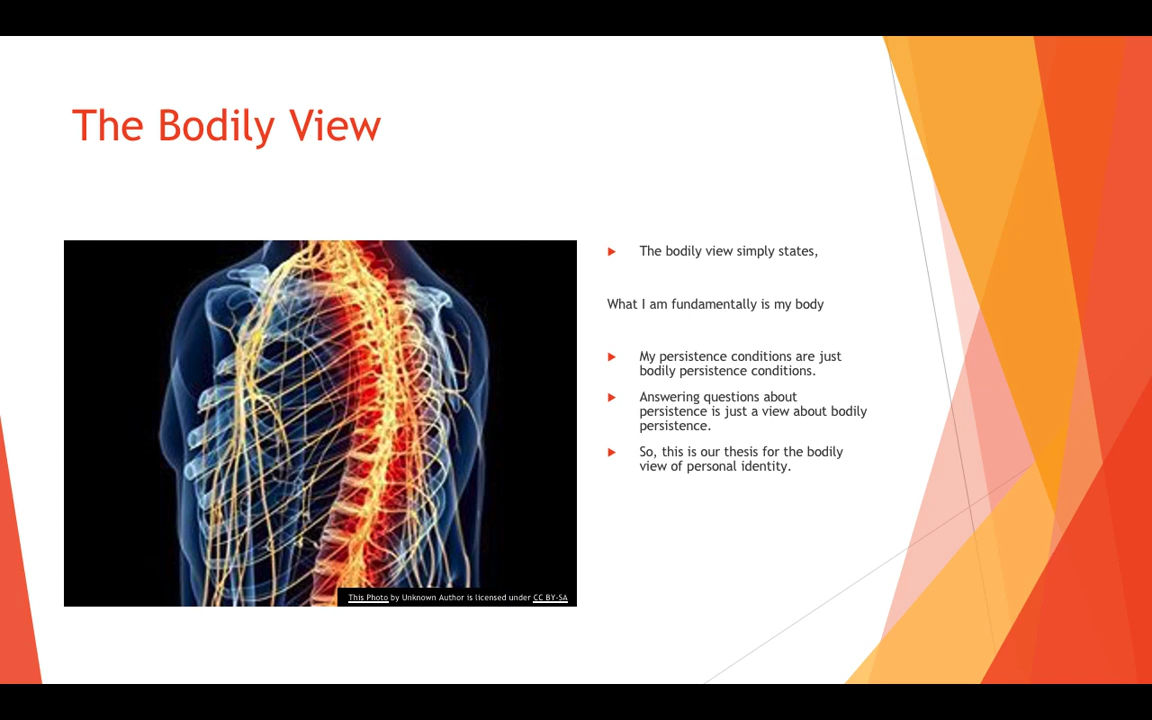 The Bodily View
The bodily view simply states,
What I am fundamentally is my body
My persistence conditions are just
bodily persistence conditions.
Answering questions about
persistence is just a view about bodily
persistence.
So, this is our thesis for the bodily
view of personal identity.
This Photo by Unknown Author is licensed under CC BY-SA